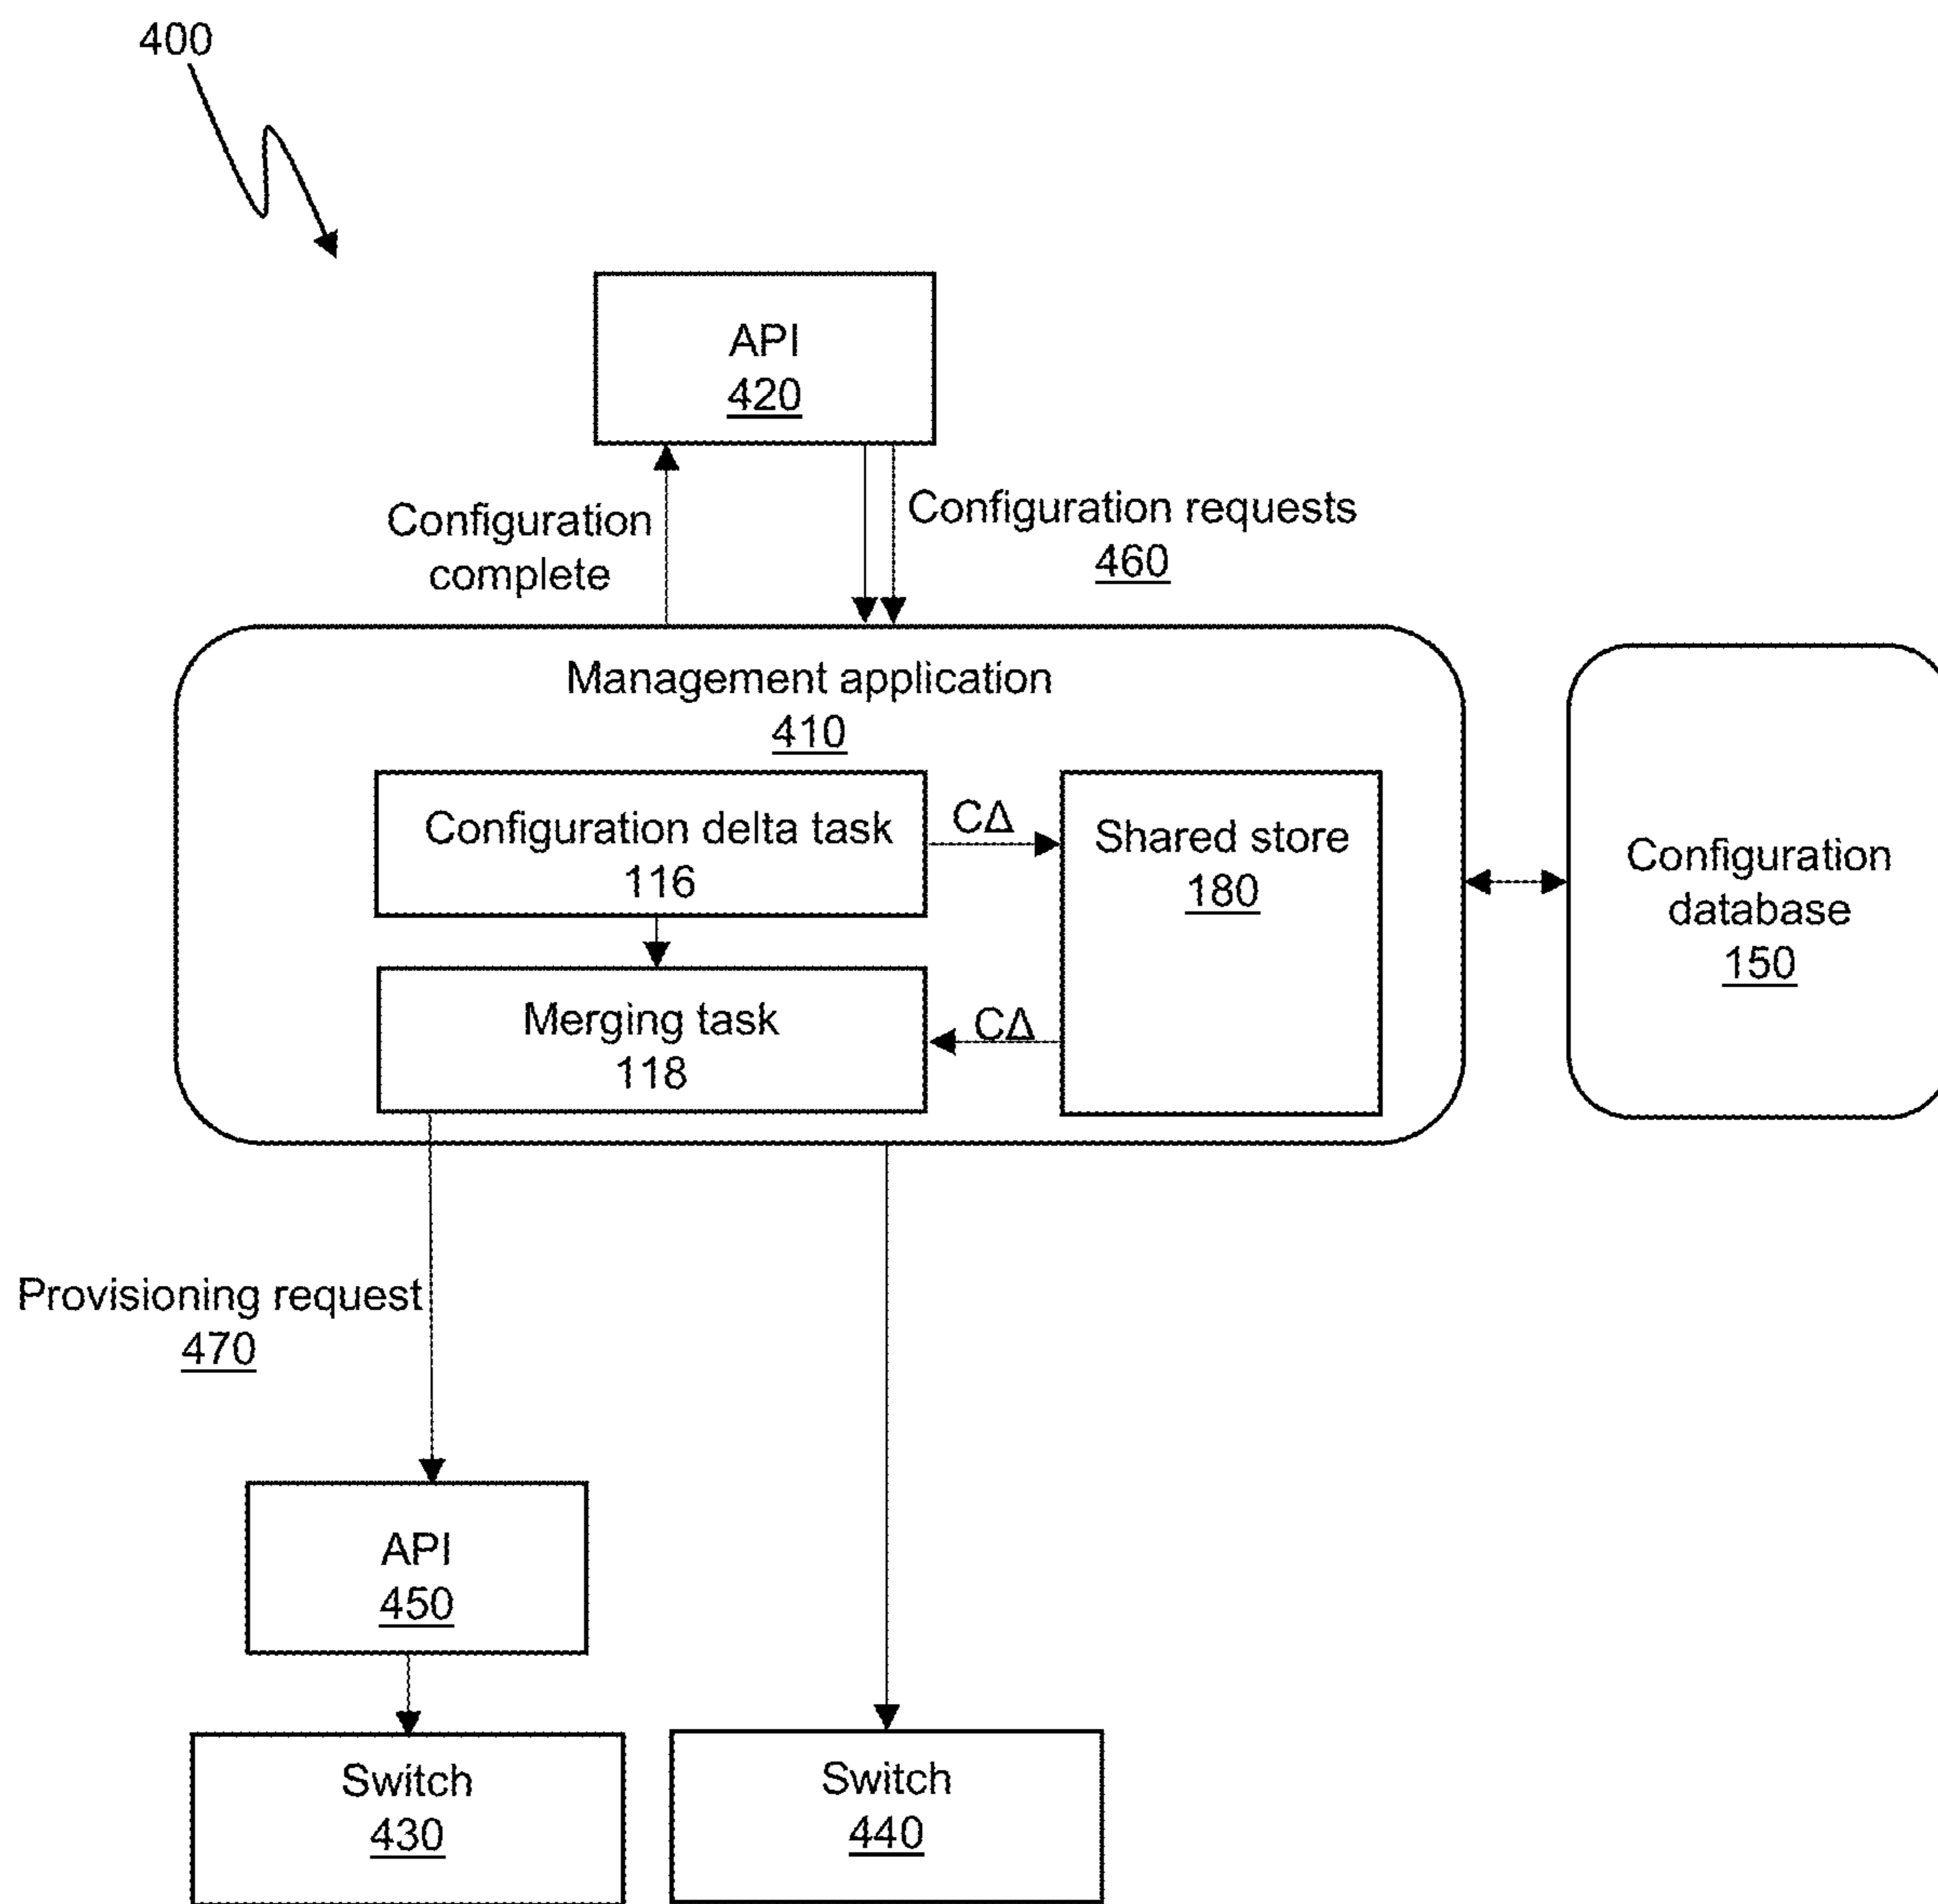 400
API
420
Configuration
complete
Configuration requests
460
Management application
410
Configuration delta task
116
CΔ
Shared store
180
Merging task
118
CΔ
Configuration
database
150
Provisioning request
470
API
450
Switch
430
Switch
440